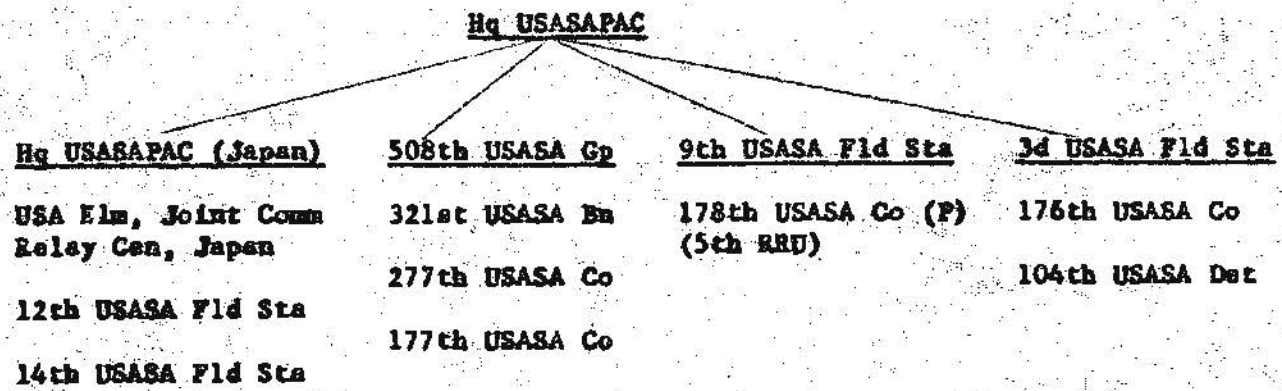 Hq USASAPAC
Hq USASAPAC (Japan)
USA Elm, Joint Comm
Relay Cen, Japan
12th USASA Fld Sta
14th USASA Fld Sta
508th USASA Gp
321st USASA Bn
277th USASA Co
177th USASA Co
9th USASA Fld Sta
178th USASA Co (P)
(5th RRU)
3d USASA Fld Sta
176th USASA Co
104th USASA Det